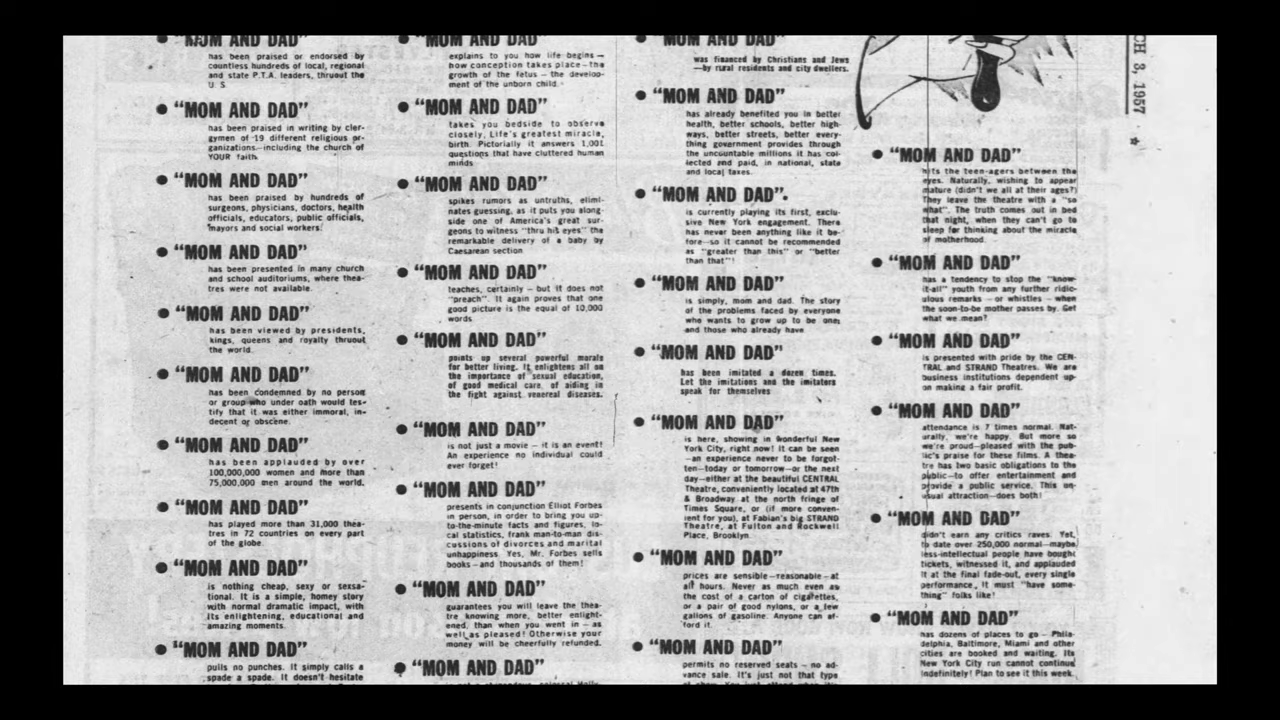 "MOM AND DAD"
has been praised or endorsed by
countless hundreds of local, regional
and state P.T.A. leaders, thruout the
U. S.
● "MOM AND DAD"
has been praised in writing by cler-
gymen of 19 different religious or-
ganizations—including the church of
YOUR faith.
● "MOM AND DAD"
has been praised by hundreds of
surgeons, physicians, doctors, health
officials, educators, public officials,
mayors and social workers.
● "MOM AND DAD"
has been presented in many church
and school auditoriums, where thea-
tres were not available.
● "MOM AND DAD"
has been viewed by presidents,
kings, queens and royalty thruout
the world.
● "MOM AND DAD"
has been condemned by no person
or group who under oath would tes-
tify that it was either immoral, in-
decent or obscene.
● "MOM AND DAD"
has been applauded by over
100,000,000 women and more than
75,000,000 men around the world.
● "MOM AND DAD"
has played more than 31,000 thea-
tres in 72 countries on every part
of the globe.
● "MOM AND DAD"
is nothing cheap, sexy or sensa-
tional. It is a simple, homey story
with normal dramatic impact, with
its enlightening, educational and
amazing moments.
● "MOM AND DAD"
pulls no punches. It simply calls a
spade a spade. It doesn't hesitate
● "MOM AND DAD"
explains to you how life begins—
how conception takes place—the
growth of the fetus — the develop-
ment of the unborn child.
● "MOM AND DAD"
takes you bedside to observe
closely, Life's greatest miracle,
birth. Pictorially it answers 1,001
questions that have cluttered human
minds
● "MOM AND DAD"
spikes rumors as untruths, elimi-
nates guessing, as it puts you along-
side one of America's great sur-
geons to witness "thru his eyes" the
remarkable delivery of a baby by
Caesarean section
● "MOM AND DAD"
teaches, certainly — but it does not
"preach". It again proves that one
good picture is the equal of 10,000
words
● "MOM AND DAD"
points up several powerful morals
for better living. It enlightens all on
the importance of sexual education,
of good medical care, of aiding in
the fight against venereal diseases.
● "MOM AND DAD"
is not just a movie — it is an event!
An experience no individual could
ever forget!
● "MOM AND DAD"
presents in conjunction Elliot Forbes
in person, in order to bring you up-
to-the-minute facts and figures, lo-
cal statistics, frank man-to-man dis-
cussions of divorces and marital
unhappiness. Yes, Mr. Forbes sells
books—and thousands of them!
● "MOM AND DAD"
guarantees you will leave the thea-
tre knowing more, better enlight-
ened, than when you went in — as
well as pleased! Otherwise your
money will be cheerfully refunded.
● "MOM AND DAD"
● "MOM AND DAD"
was financed by Christians and Jews
—by rural residents and city dwellers.
● "MOM AND DAD"
has already benefited you in better
health, better schools, better high-
ways, better streets, better every-
thing government provides through
the uncountable millions it has col-
lected and paid, in national, state
and local taxes.
● "MOM AND DAD".
is currently playing its first, exclu-
sive New York engagement. There
has never been anything like it be-
fore—so it cannot be recommended
as "greater than this" or "better
than that"!
● "MOM AND DAD"
is simply, mom and dad. The story
of the problems faced by everyone
who wants to grow up to be one;
and those who already have
● "MOM AND DAD"
has been imitated a dozen times.
Let the imitations and the imitators
speak for themselves
● "MOM AND DAD"
is here, showing in wonderful New
York City, right now! It can be seen
—an experience never to be forgot-
ten—today or tomorrow—or the next
day—either at the beautiful CENTRAL
Theatre, conveniently located at 47th
& Broadway at the north fringe of
Times Square, or (if more conven-
ient for you), at Fabian's big STRAND
Theatre, at Fulton and Rockwell
Place, Brooklyn
● "MOM AND DAD"
prices are sensible—reasonable—at
all hours. Never as much even as
the cost of a carton of cigarettes,
or a pair of good nylons, or a few
gallons of gasoline. Anyone can af-
ford it.
● "MOM AND DAD"
permits no reserved seats — no ad-
vance sale. It's just not that type
CH 3, 1957 ★
● "MOM AND DAD"
hits the teen-agers between the
eyes. Naturally, wishing to appear
mature (didn't we all at their ages?)
They leave the theatre with a "so
what". The truth comes out in bed
that night, when they can't go to
sleep for thinking about the miracle
of motherhood.
● "MOM AND DAD"
has a tendency to stop the "know-
it-all" youth from any further ridic-
ulous remarks — or whistles — when
the soon-to-be mother passes by. Get
what we mean?
● "MOM AND DAD"
is presented with pride by the CEN-
TRAL and STRAND Theatres. We are
business institutions dependent up-
on making a fair profit.
● "MOM AND DAD"
attendance is 7 times normal. Nat-
urally, we're happy. But more so
we're proud—pleased with the pub-
lic's praise for these films. A thea-
tre has two basic obligations to the
public—to offer entertainment and
provide a public service. This un-
usual attraction—does both!
● "MOM AND DAD"
didn't earn any critics raves. Yet,
to date over 250,000 normal—maybe
less-intellectual people have bought
tickets, witnessed it, and applauded
it at the final fade-out, every single
performance, It must "have some-
thing" folks like!
● "MOM AND DAD"
has dozens of places to go — Phila-
delphia, Baltimore, Miami and other
cities are booked and waiting. Its
New York City run cannot continue
indefinitely! Plan to see it this week.